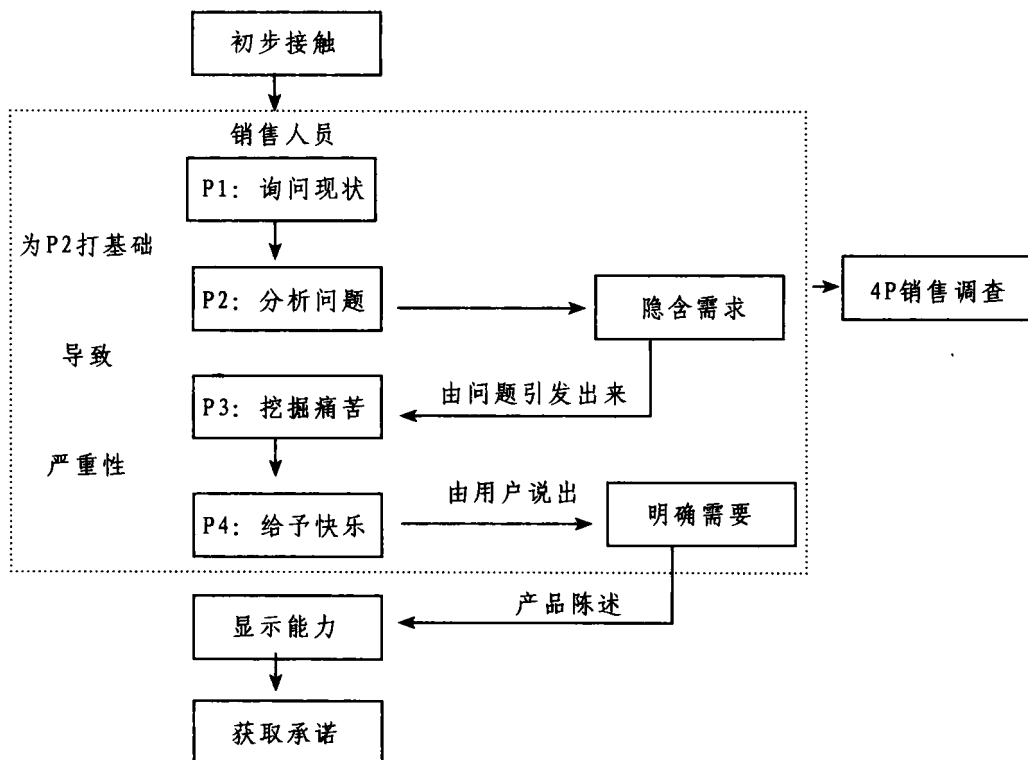 初步接触
销售人员
P1：询问现状
为P2打基础
P2：分析问题
隐含需求
4P销售调查
导致
由问题引发出来
P3：挖掘痛苦
严重性
由用户说出
明确需要
P4：给予快乐
产品陈述
显示能力
获取承诺